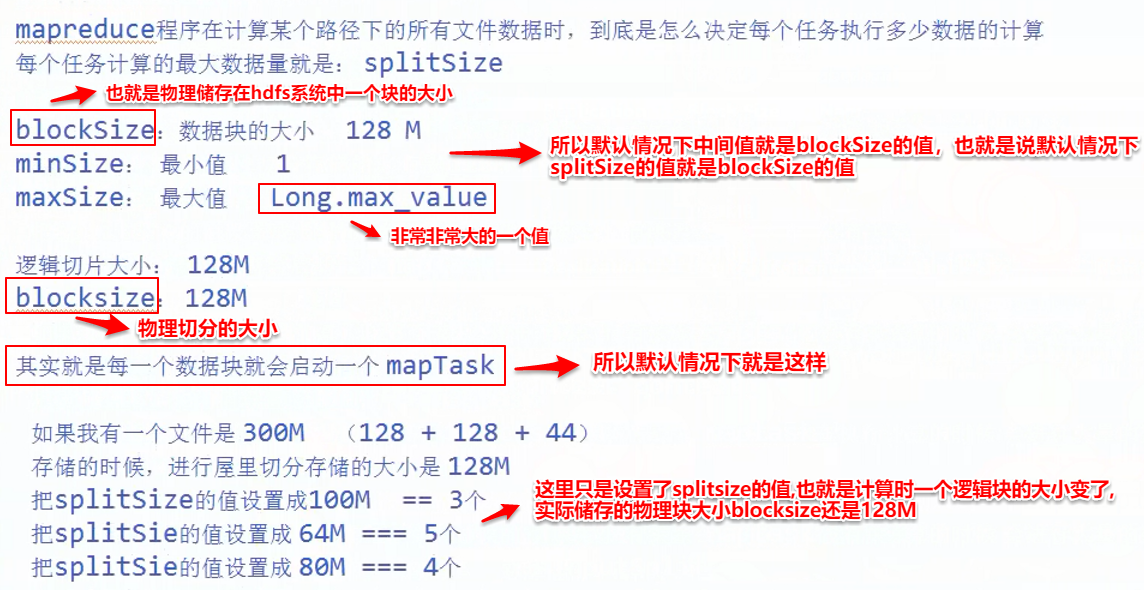 mapreduce程序在计算某个路径下的所有文件数据时，到底是怎么决定每个任务执行多少数据的计算
每个任务计算的最大数据量就是： splitSize
也就是物理储存在hdfs系统中一个块的大小
blockSize：数据块的大小 128 M
minSize： 最小值 1
maxSize： 最大值 Long.max_value
所以默认情况下中间值就是blockSize的值，也就是说默认情况下
splitSize的值就是blockSize的值
非常非常大的一个值
逻辑切片大小： 128M
blocksize： 128M
物理切分的大小
其实就是每一个数据块就会启动一个 mapTask
所以默认情况下就是这样
如果我有一个文件是 300M （128 + 128 + 44）
存储的时候，进行屋里切分存储的大小是 128M
把splitSize的值设置成100M == 3个
把splitSie的值设置成 64M === 5个
把splitSie的值设置成 80M === 4个
这里只是设置了splitsize的值,也就是计算时一个逻辑块的大小变了,
实际储存的物理块大小blocksize还是128M